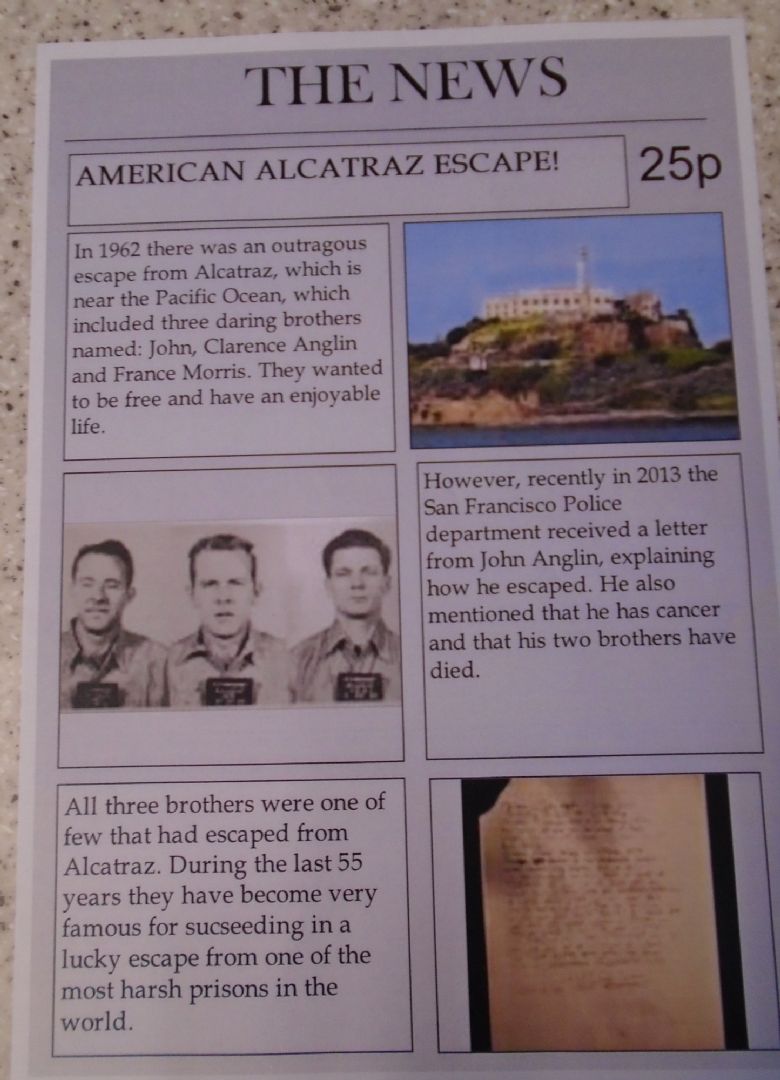 THE NEWS
AMERICAN ALCATRAZ ESCAPE!
25p
In 1962 there was an outragous
escape from Alcatraz, which is
near the Pacific Ocean, which
included three daring brothers
named: John, Clarence Anglin
and France Morris. They wanted
to be free and have an enjoyable
life.
However, recently in 2013 the
San Francisco Police
department received a letter
from John Anglin, explaining
how he escaped. He also
mentioned that he has cancer
and that his two brothers have
died.
All three brothers were one of
few that had escaped from
Alcatraz. During the last 55
years they have become very
famous for sucseeding in a
lucky escape from one of the
most harsh prisons in the
world.